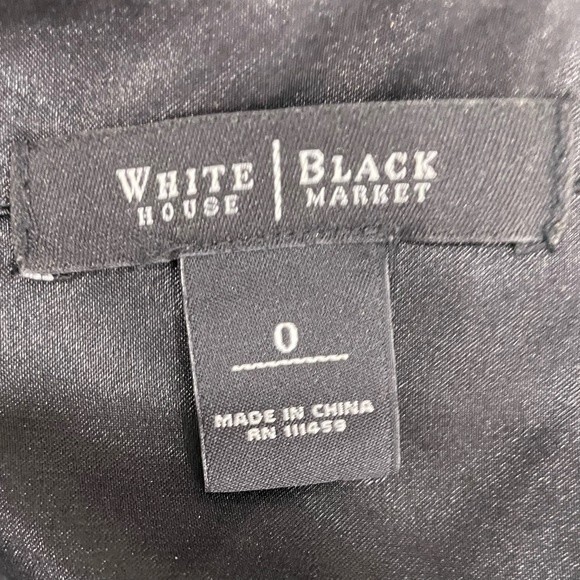 WHITE | BLACK
HOUSE | MARKET
0
MADE IN CHINA
RN 111459